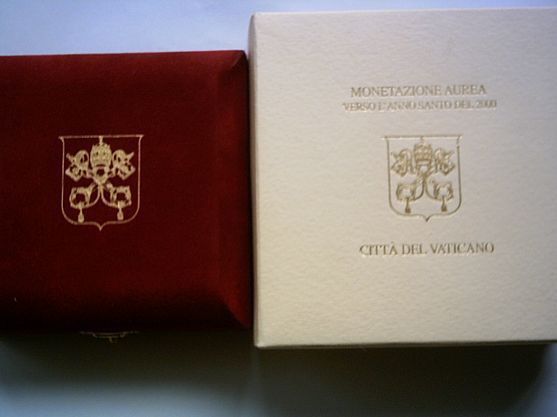 MONETAZIONE AUREA
VERSO L'ANNO SANTO DEL 2000
CITTÀ DEL VATICANO